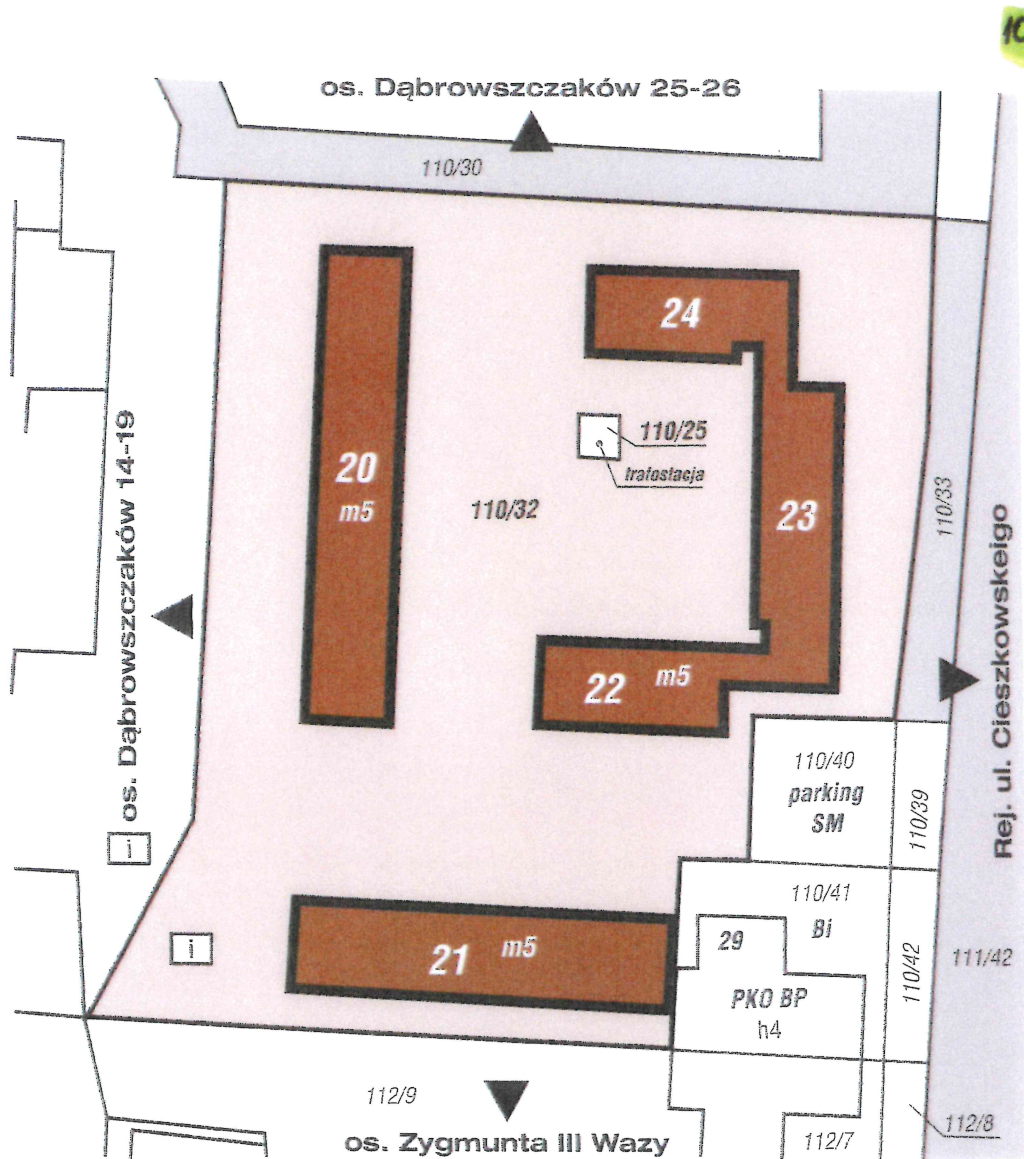 10
os. Dąbrowszczaków 25-26
110/30
24
110/25
trafostacja
20
m5
110/32
23
110/33
os. Dąbrowszczaków 14-19
i
Rej. ul. Cieszkowskeigo
22 m5
110/40
parking
SM
110/39
110/41
Bi
29
i
21 m5
PKO BP
h4
110/42
111/42
112/9
os. Zygmunta III Wazy
112/7
112/8